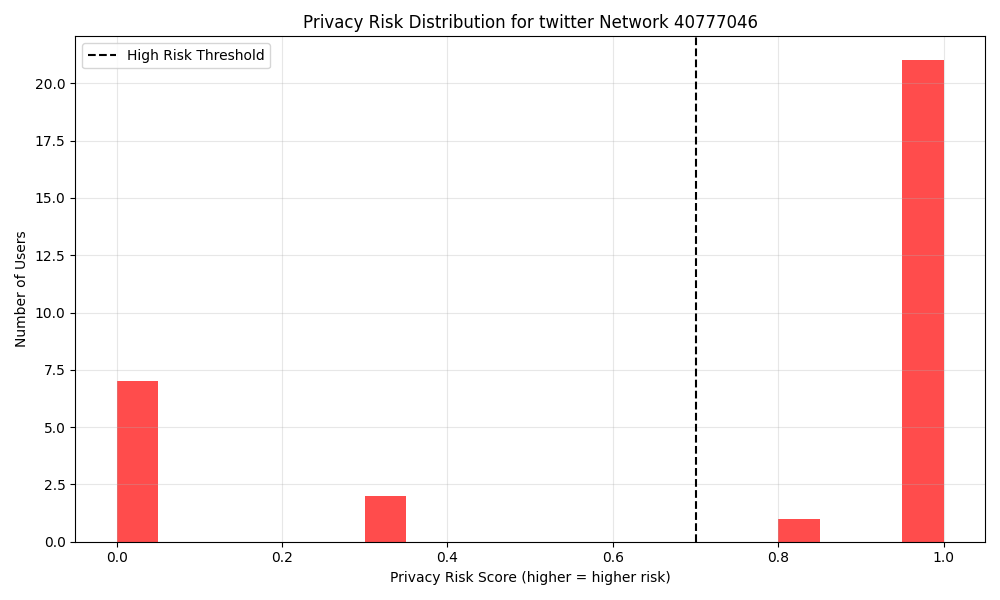 Privacy Risk Distribution for twitter Network 40777046
High Risk Threshold
Number of Users
20.0
17.5
15.0
12.5
10.0
7.5
5.0
2.5
0.0
0.0 0.2 0.4 0.6 0.8 1.0
Privacy Risk Score (higher = higher risk)